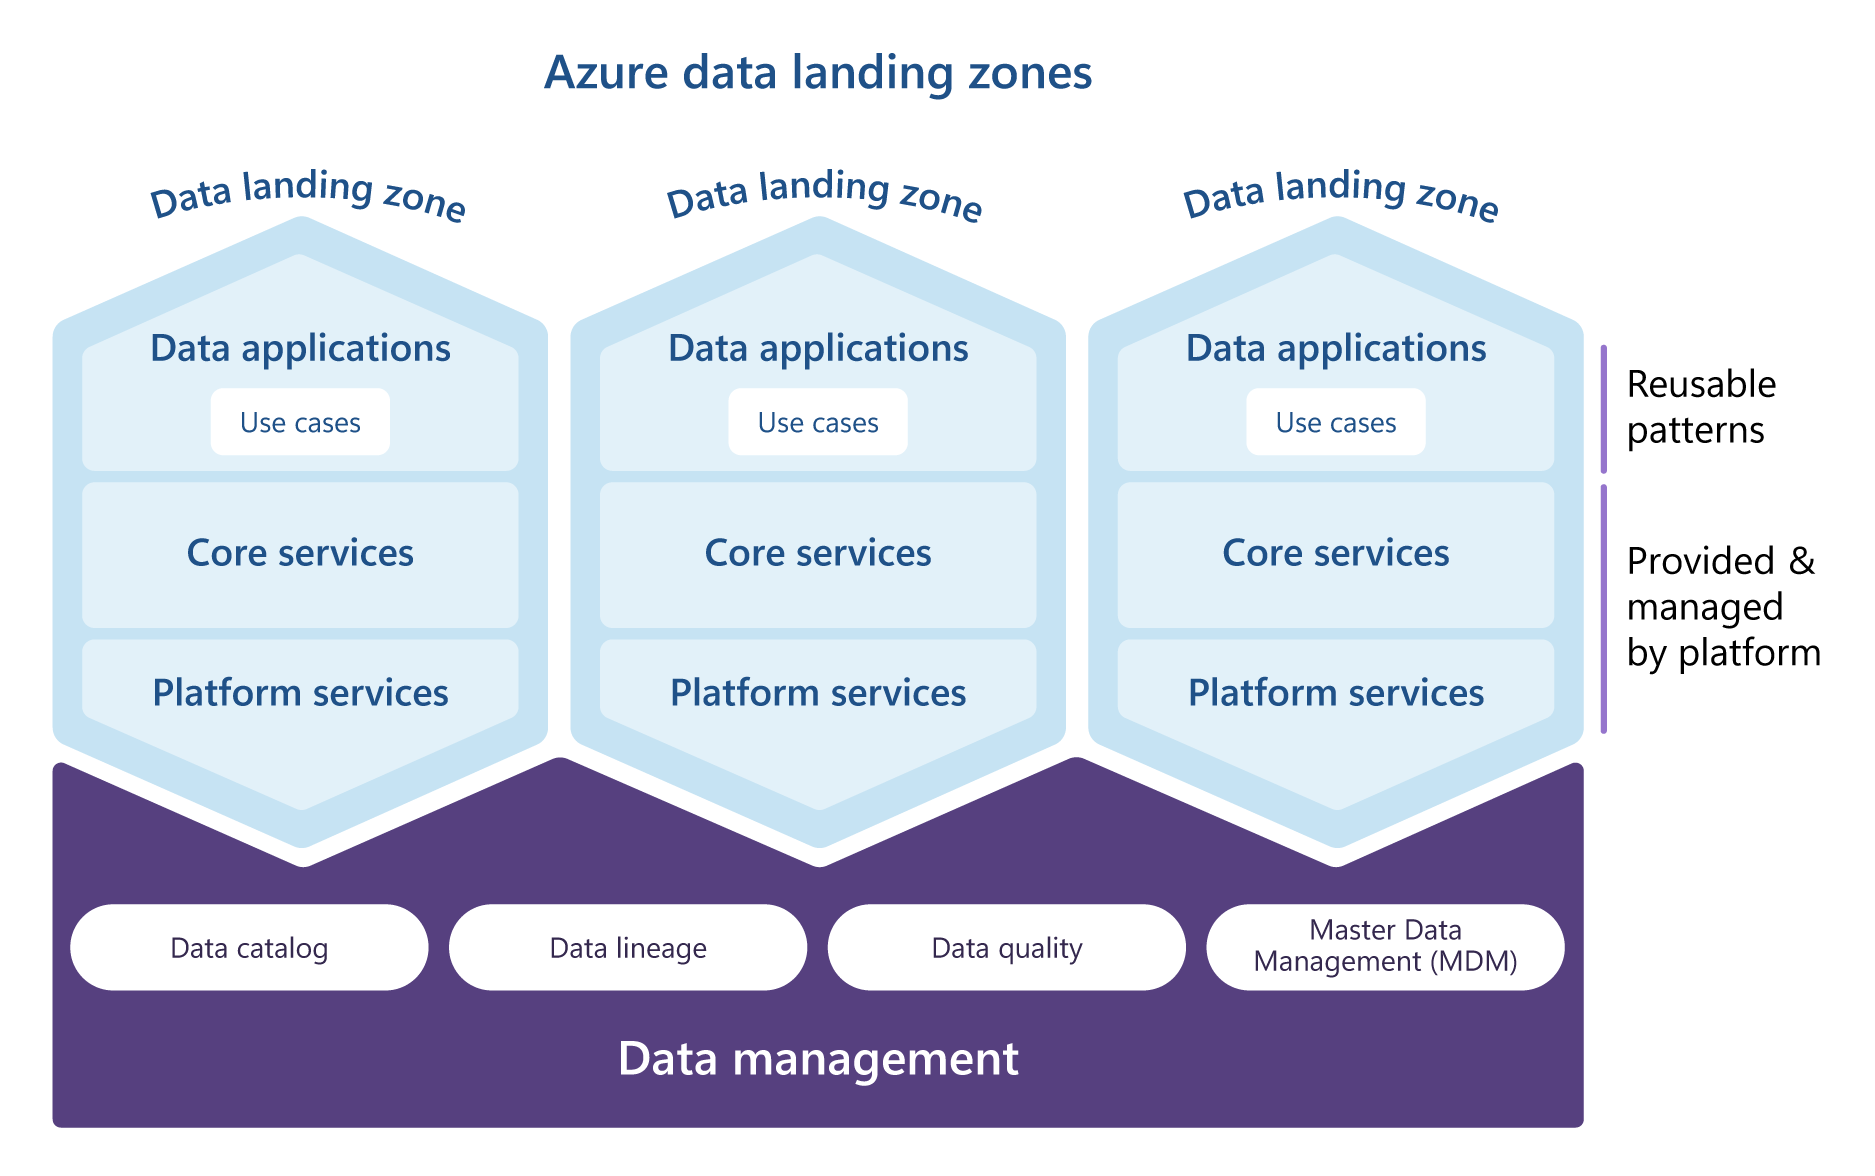 Azure data landing zones
Data landing zone
Data landing zone
Data landing zone
Data applications
Use cases
Data applications
Use cases
Data applications
Use cases
Reusable
patterns
Core services
Core services
Core services
Provided &
managed
by platform
Platform services
Platform services
Platform services
Data catalog
Data lineage
Data quality
Master Data
Management (MDM)
Data management